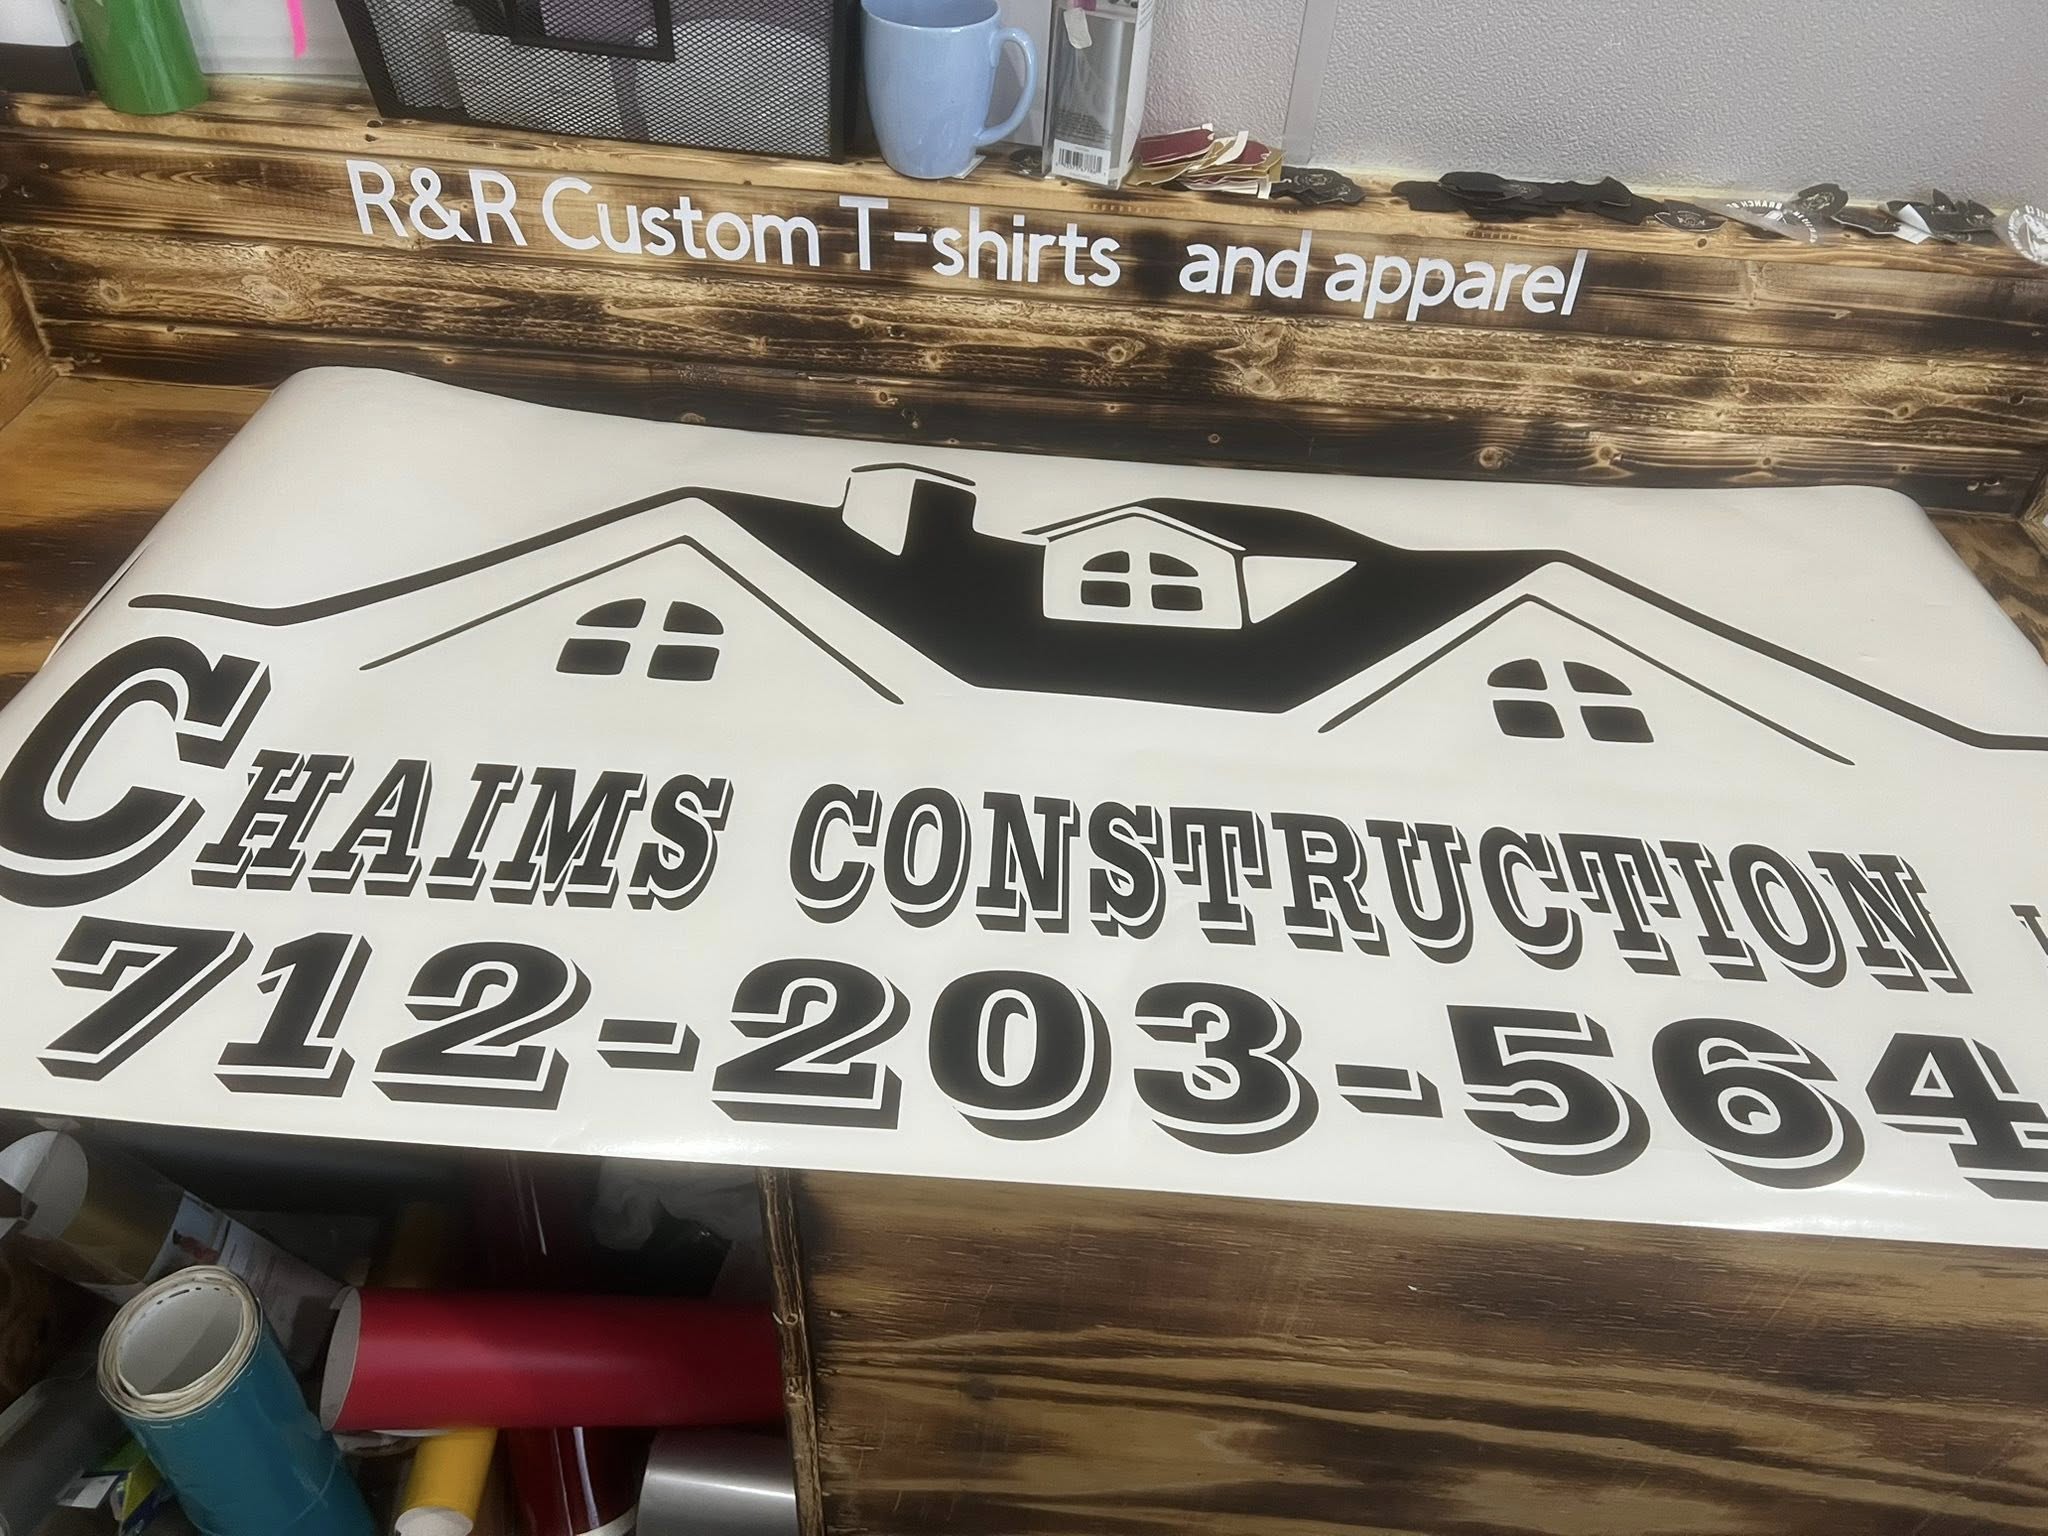 R&R Custom T-shirts and apparel
CHAIMS CONSTRUCTION
712-203-564